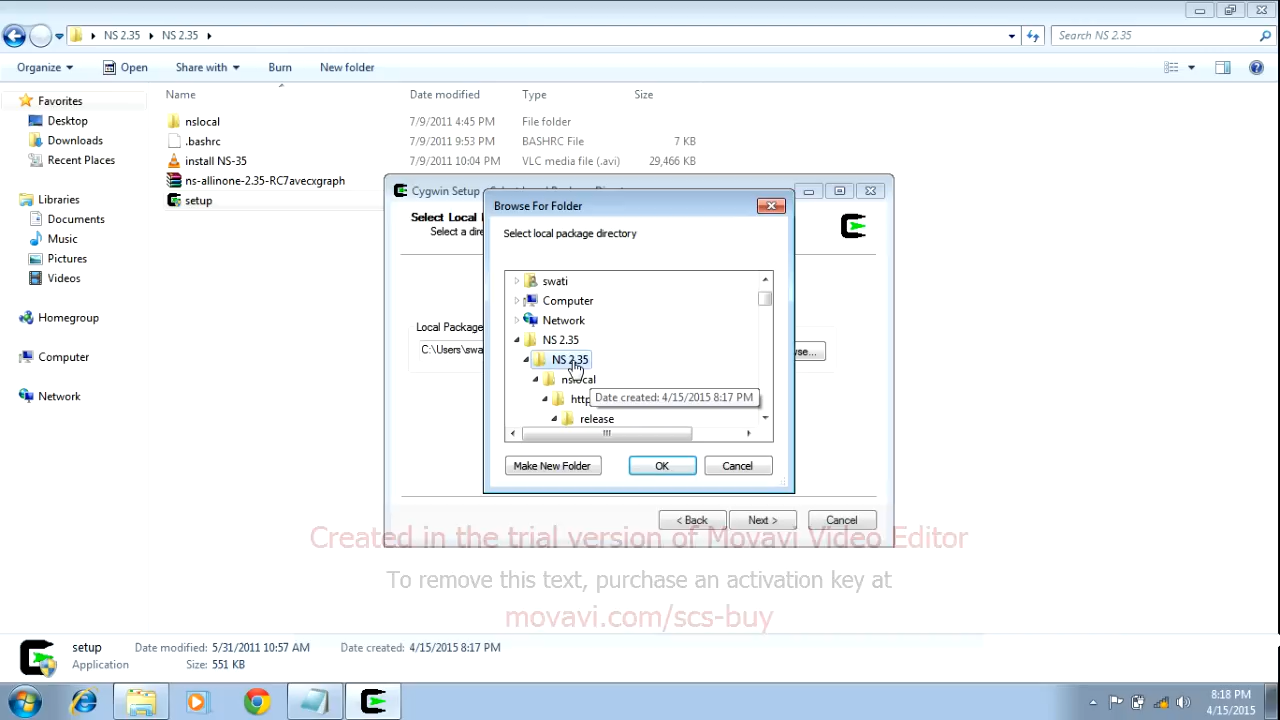 NS 2.35
NS 2.35
Search NS 2.35
Organize
Open
Share with
Burn
New folder
Name
Date modified
Type
Size
Favorites
Desktop
Downloads
Recent Places
Libraries
Documents
Music
Pictures
Videos
Homegroup
Computer
Network
nslocal
7/9/2011 4:45 PM
File folder
.bashrc
7/9/2011 9:53 PM
BASHRC File
7 KB
install NS-35
7/9/2011 10:04 PM
VLC media file (.avi)
29,466 KB
ns-allinone-2.35-RC7avecxgraph
setup
Cygwin Setup
Select Local
Select a
Local Package
C:\Users\swa
Browse For Folder
Select local package directory
swati
Computer
Network
NS 2.35
NS 2.35
Date created: 4/15/2015 8:17 PM
release
Make New Folder
OK
Cancel
< Back
Next >
Cancel
Created in the trial version of Movavi Video Editor
To remove this text, purchase an activation key at
movavi.com/scs-buy
setup
Date modified: 5/31/2011 10:57 AM
Date created: 4/15/2015 8:17 PM
Application
Size: 551 KB
8:18 PM
4/15/2015